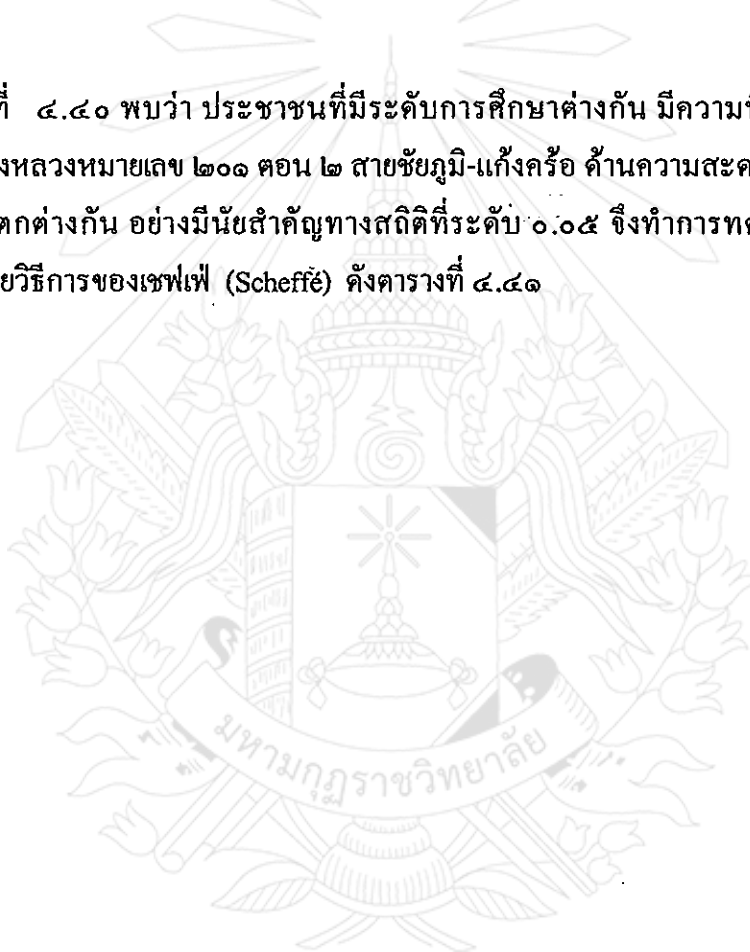 ที่ ๔.๔๐ พบว่า ประชาชนที่มีระดับการศึกษาต่างกัน มีความ
หลวงหมายเลข ๒๐๑ ตอน ๒ สายชัยภูมิ-แก้งคร้อ ด้านความสะด
ตกต่างกัน อย่างมีนัยสำคัญทางสถิติที่ระดับ ๐.๐๕ จึงทำการทด
ยวิธีการของเชฟเฟ่ (Scheffé) ดังตารางที่ ๔.๔๑
มหามกุฏราชวิทยาลัย